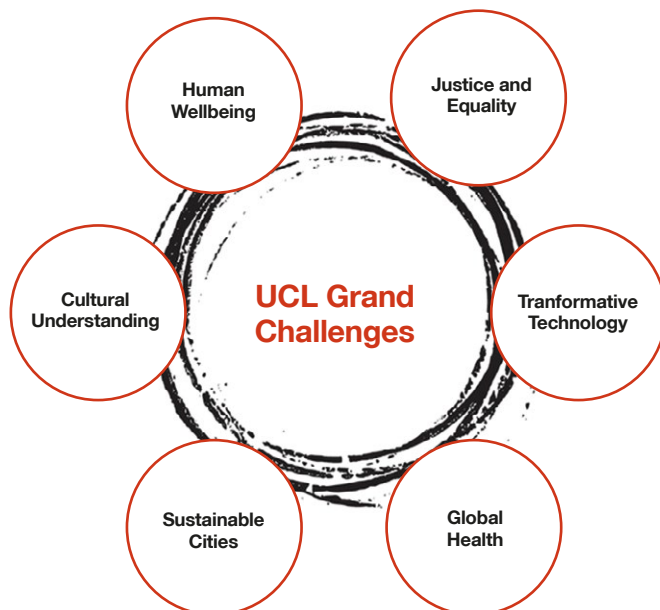 Human
Wellbeing
Justice and
Equality
Cultural
Understanding
UCL Grand
Challenges
Tranformative
Technology
Sustainable
Cities
Global
Health